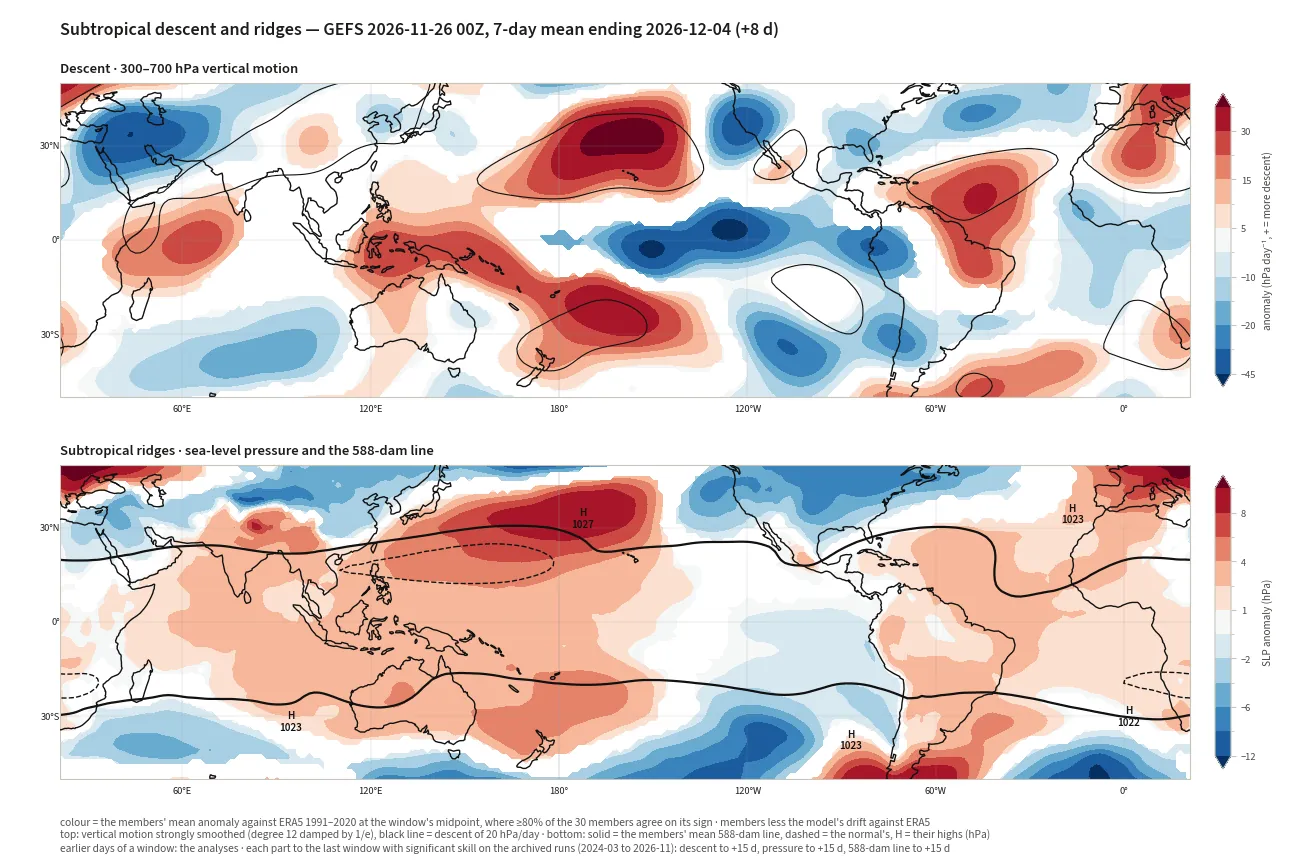 Subtropical descent and ridges — GEFS 2026-11-26 00Z, 7-day mean ending 2026-12-04 (+8 d)
Descent · 300–700 hPa vertical motion
30°N
0°
30°S
60°E
120°E
180°
120°W
60°W
0°
30
15
5
−10
−20
−45
anomaly (hPa day⁻¹, + = more descent)
Subtropical ridges · sea-level pressure and the 588-dam line
30°N
0°
30°S
H
1027
H
1023
H
1023
H
1023
H
1022
60°E
120°E
180°
120°W
60°W
0°
8
4
1
−2
−6
−12
SLP anomaly (hPa)
colour = the members' mean anomaly against ERA5 1991–2020 at the window's midpoint, where ≥80% of the 30 members agree on its sign · members less the model's drift against ERA5
top: vertical motion strongly smoothed (degree 12 damped by 1/e), black line = descent of 20 hPa/day · bottom: solid = the members' mean 588-dam line, dashed = the normal's, H = their highs (hPa)
earlier days of a window: the analyses · each part to the last window with significant skill on the archived runs (2024-03 to 2026-11): descent to +15 d, pressure to +15 d, 588-dam line to +15 d